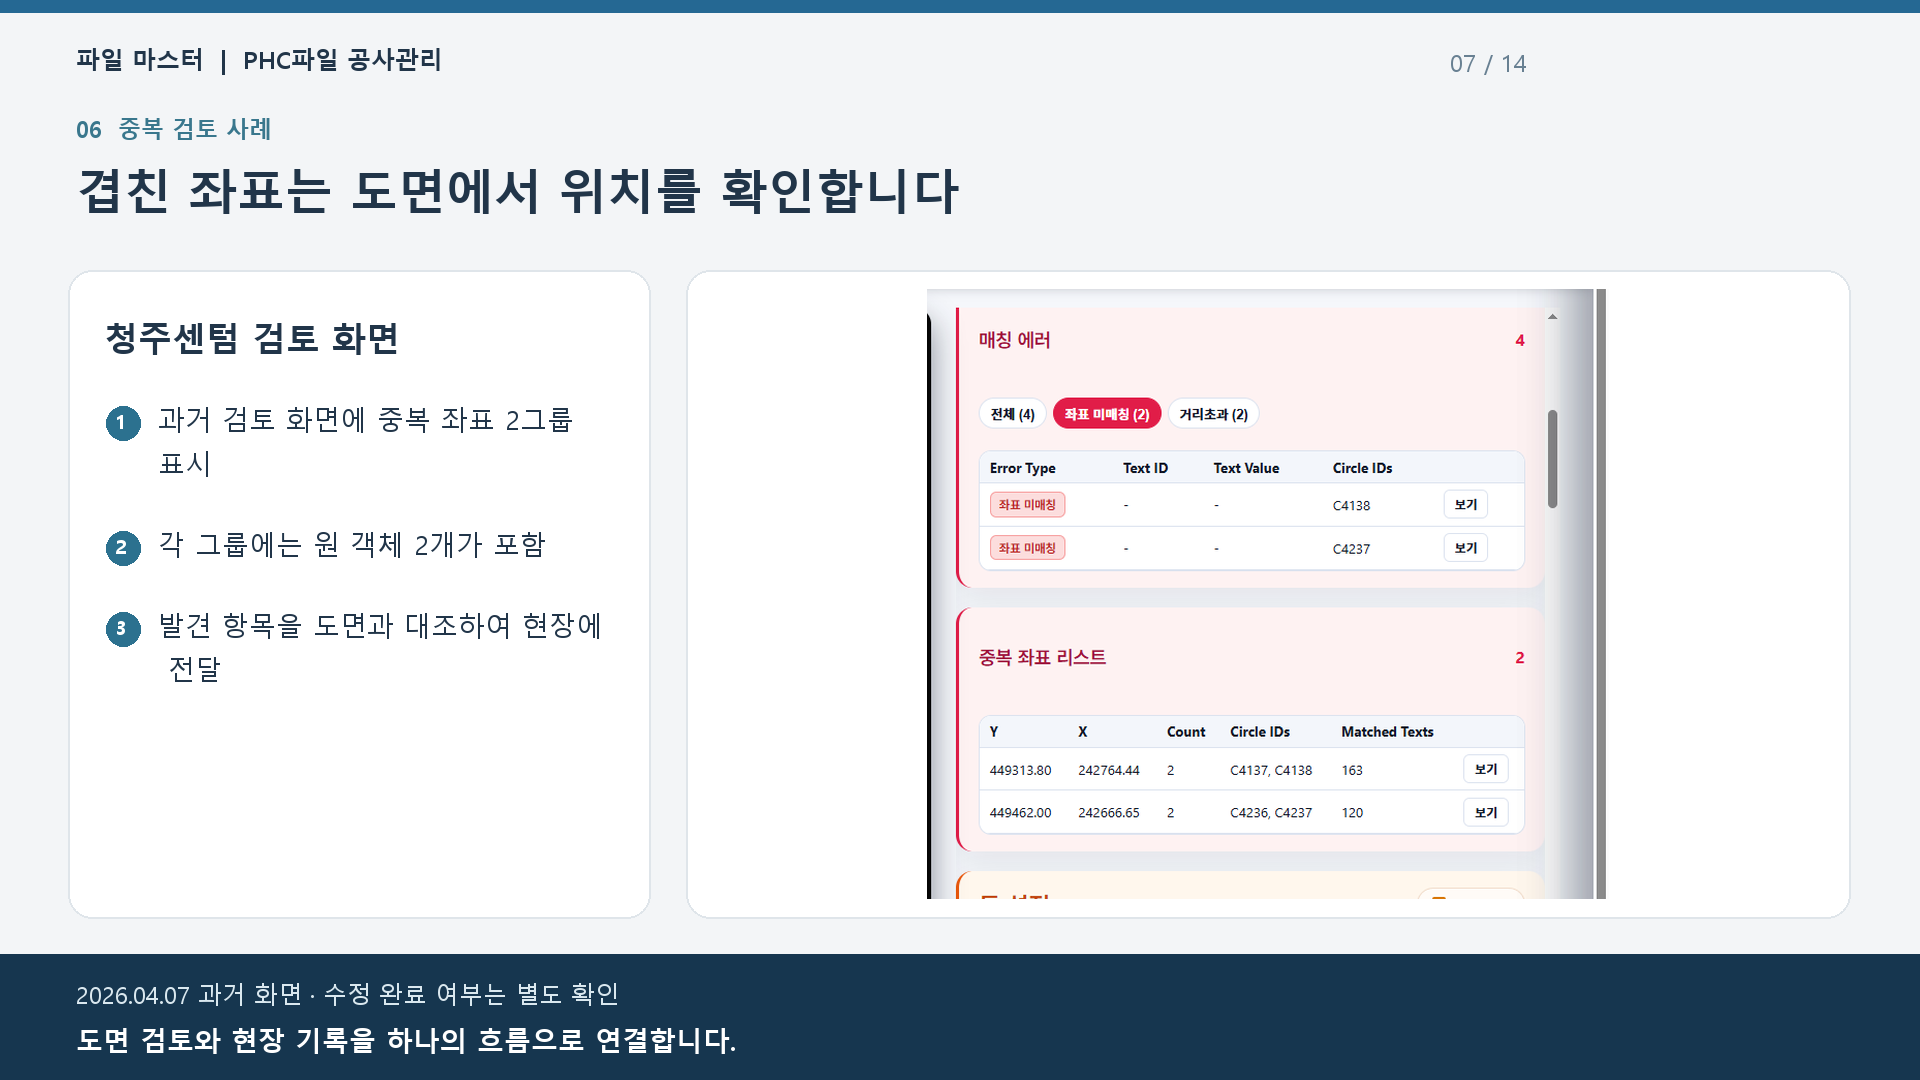 파일 마스터 | PHC파일 공사관리
07 / 14
06 중복 검토 사례
겹친 좌표는 도면에서 위치를 확인합니다
청주센텀 검토 화면
1 과거 검토 화면에 중복 좌표 2그룹
표시
2 각 그룹에는 원 객체 2개가 포함
3 발견 항목을 도면과 대조하여 현장에
전달
매칭 에러 4
전체 (4) 좌표 미매칭 (2) 거리초과 (2)
Error Type Text ID Text Value Circle IDs
좌표 미매칭 - - C4138 보기
좌표 미매칭 - - C4237 보기
중복 좌표 리스트 2
Y X Count Circle IDs Matched Texts
449313.80 242764.44 2 C4137, C4138 163 보기
449462.00 242666.65 2 C4236, C4237 120 보기
2026.04.07 과거 화면 · 수정 완료 여부는 별도 확인
도면 검토와 현장 기록을 하나의 흐름으로 연결합니다.